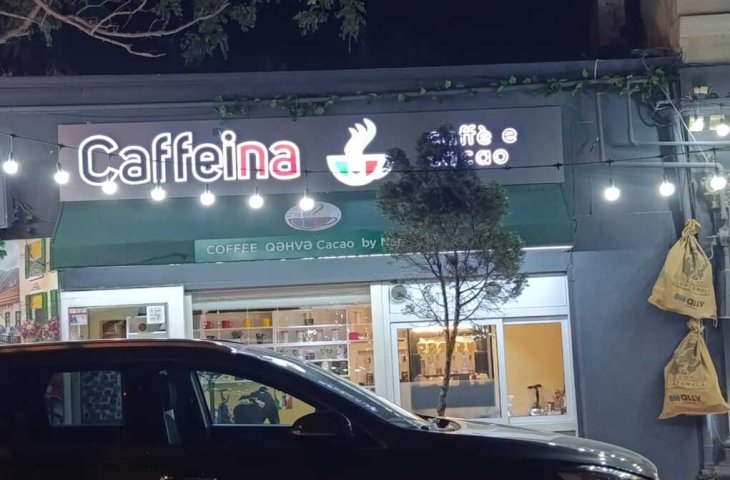 Caffeina
caffè e
cacao
COFFEE QƏHVƏ Cacao by